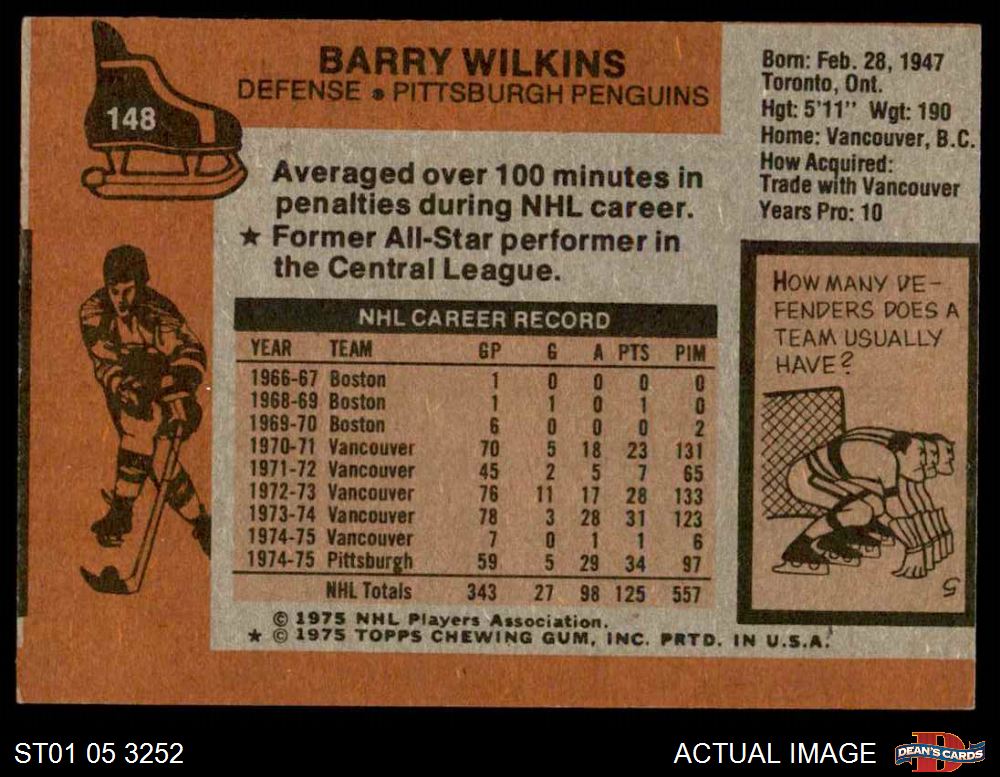 148
BARRY WILKINS
DEFENSE • PITTSBURGH PENGUINS
Averaged over 100 minutes in
penalties during NHL career.
★ Former All-Star performer in
the Central League.
Born: Feb. 28, 1947
Toronto, Ont.
Hgt: 5'11" Wgt: 190
Home: Vancouver, B.C.
How Acquired:
Trade with Vancouver
Years Pro: 10
NHL CAREER RECORD
YEAR TEAM GP G A PTS PIM
1966-67 Boston 1 0 0 0 0
1968-69 Boston 1 1 0 1 0
1969-70 Boston 6 0 0 0 2
1970-71 Vancouver 70 5 18 23 131
1971-72 Vancouver 45 2 5 7 65
1972-73 Vancouver 76 11 17 28 133
1973-74 Vancouver 78 3 28 31 123
1974-75 Vancouver 7 0 1 1 6
1974-75 Pittsburgh 59 5 29 34 97
NHL Totals 343 27 98 125 557
HOW MANY DE-
FENDERS DOES A
TEAM USUALLY
HAVE?
5
© 1975 NHL Players Association.
★ © 1975 TOPPS CHEWING GUM, INC. PRTD. IN U.S.A.
ST01 05 3252
ACTUAL IMAGE
DEAN'S CARDS